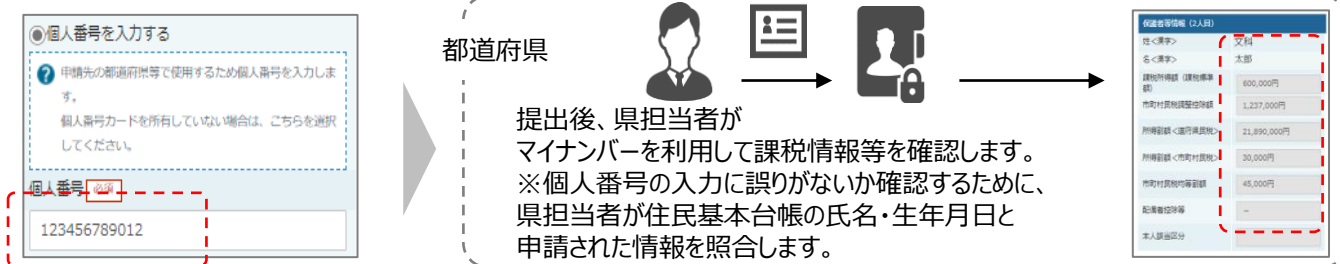 個人番号を入力する
申請先の都道府県等で使用するため個人番号を入力しま
す。
個人番号カードを所有していない場合は、こちらを選択
してください。
個人番号 必須
123456789012
都道府県
提出後、県担当者が
マイナンバーを利用して課税情報等を確認します。
※個人番号の入力に誤りがないか確認するために、
県担当者が住民基本台帳の氏名・生年月日と
申請された情報を照合します。
保護者等情報（2人目）
姓<漢字> 文科
名<漢字> 太郎
課税所得額（課税標準
額） 600,000円
市町村民税調整控除額 1,237,000円
所得割額<道府県民税> 21,890,000円
所得割額<市町村民税> 30,000円
市町村民税均等割額 45,000円
配偶者控除等 －
本人該当区分